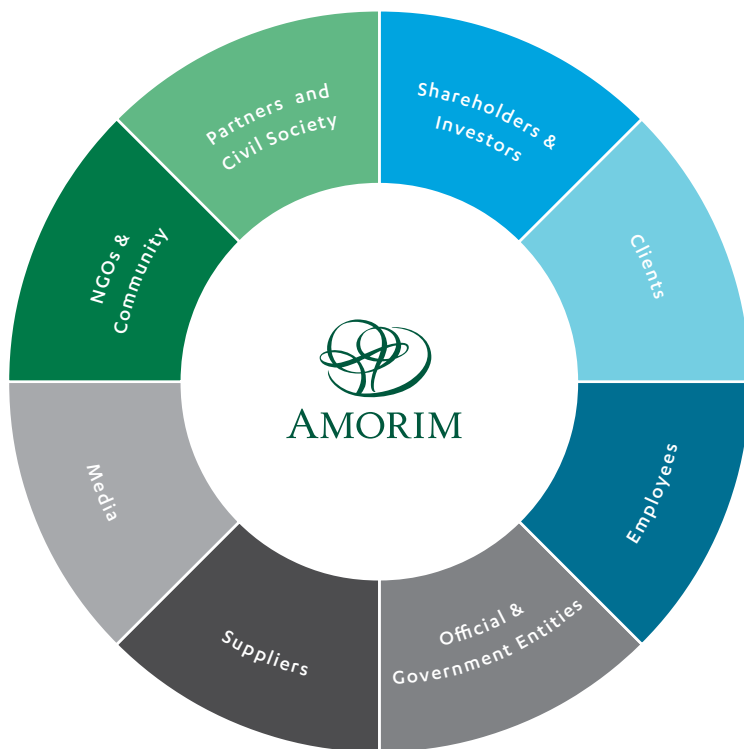 Shareholders &
Investors
Clients
Employees
Official &
Government Entities
Suppliers
Media
NGOs &
Community
Partners and
Civil Society
AMORIM